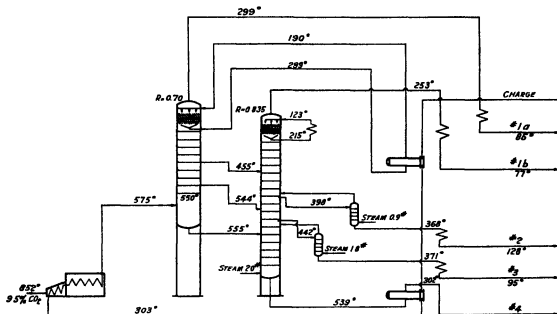 299°
190°
299°
253°
CHARGE
R=0.70
R=0.835
123°
215°
#1a
86°
#1b
77°
455°
575°
550°
544°
398°
STEAM 0.9#
368°
555°
442°
#2
128°
STEAM 18#
371°
#3
95°
852°
9.5% CO₂
STEAM 20#
302°
303°
539°
#4